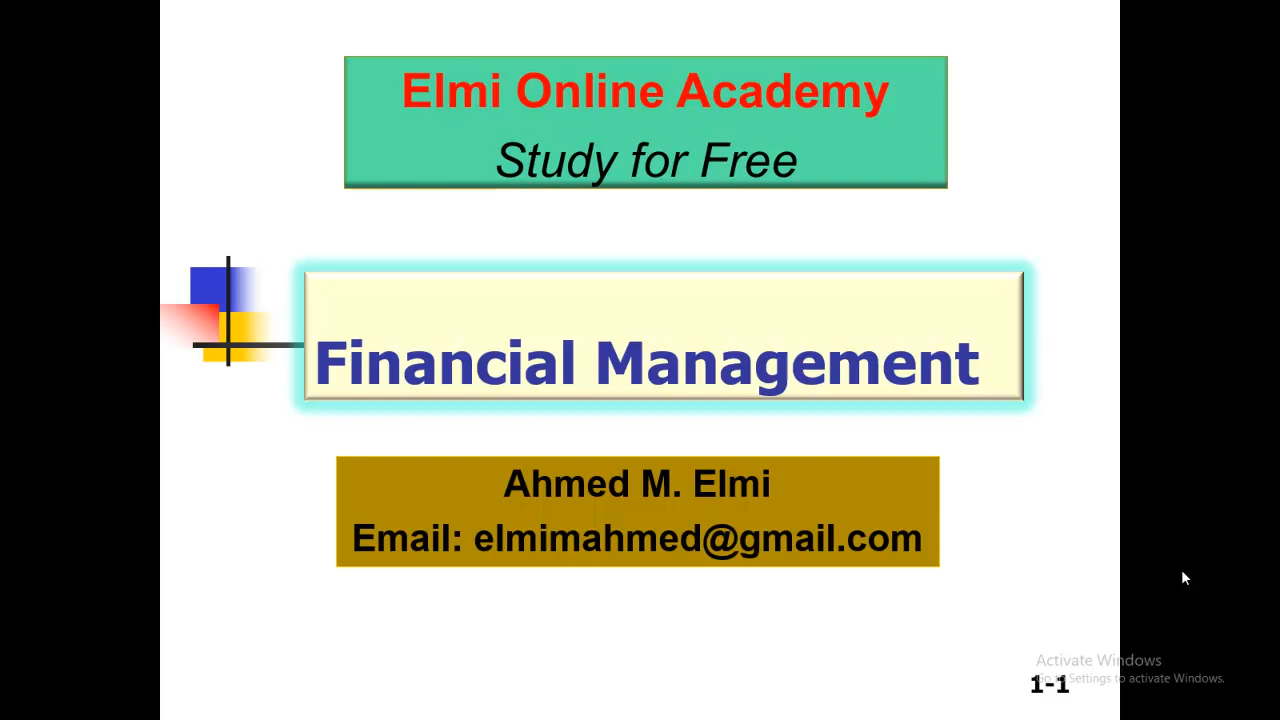 Elmi Online Academy
Study for Free
Financial Management
Ahmed M. Elmi
Email: elmimahmed@gmail.com
Activate Windows
Go to Settings to activate Windows.
1-1